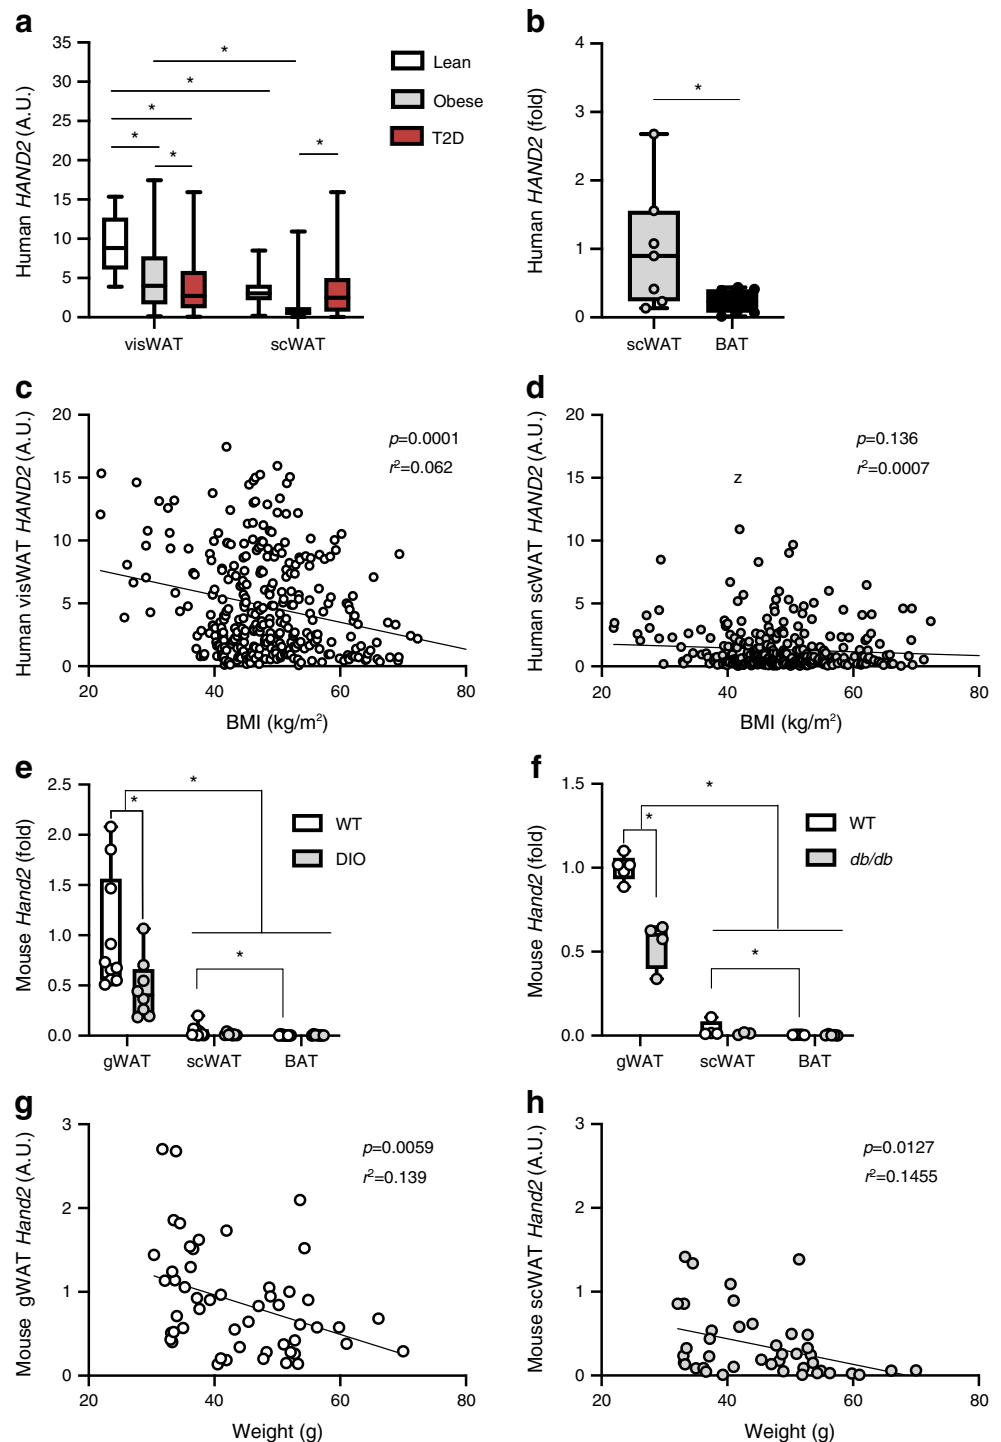 a
Human HAND2 (A.U.)
35
30
25
20
15
10
5
0
*
*
*
*
*
*
Lean
Obese
T2D
visWAT
scWAT
b
Human HAND2 (fold)
4
3
2
1
0
*
scWAT
BAT
c
Human visWAT HAND2 (A.U.)
20
15
10
5
0
p=0.0001
r²=0.062
20
40
60
80
BMI (kg/m²)
d
Human scWAT HAND2 (A.U.)
20
15
10
5
0
z
p=0.136
r²=0.0007
20
40
60
80
BMI (kg/m²)
e
Mouse Hand2 (fold)
2.5
2.0
1.5
1.0
0.5
0.0
*
*
*
WT
DIO
gWAT
scWAT
BAT
f
Mouse Hand2 (fold)
1.5
1.0
0.5
0.0
*
*
*
WT
db/db
gWAT
scWAT
BAT
g
Mouse gWAT Hand2 (A.U.)
3
2
1
0
p=0.0059
r²=0.139
20
40
60
80
Weight (g)
h
Mouse scWAT Hand2 (A.U.)
3
2
1
0
p=0.0127
r²=0.1455
20
40
60
80
Weight (g)